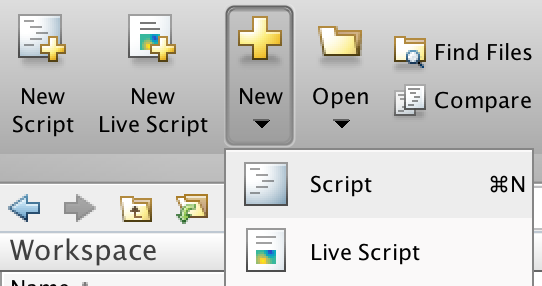 New
Script
New
Live Script
New
Open
Find Files
Compare
Script ⌘N
Live Script
Workspace
Name